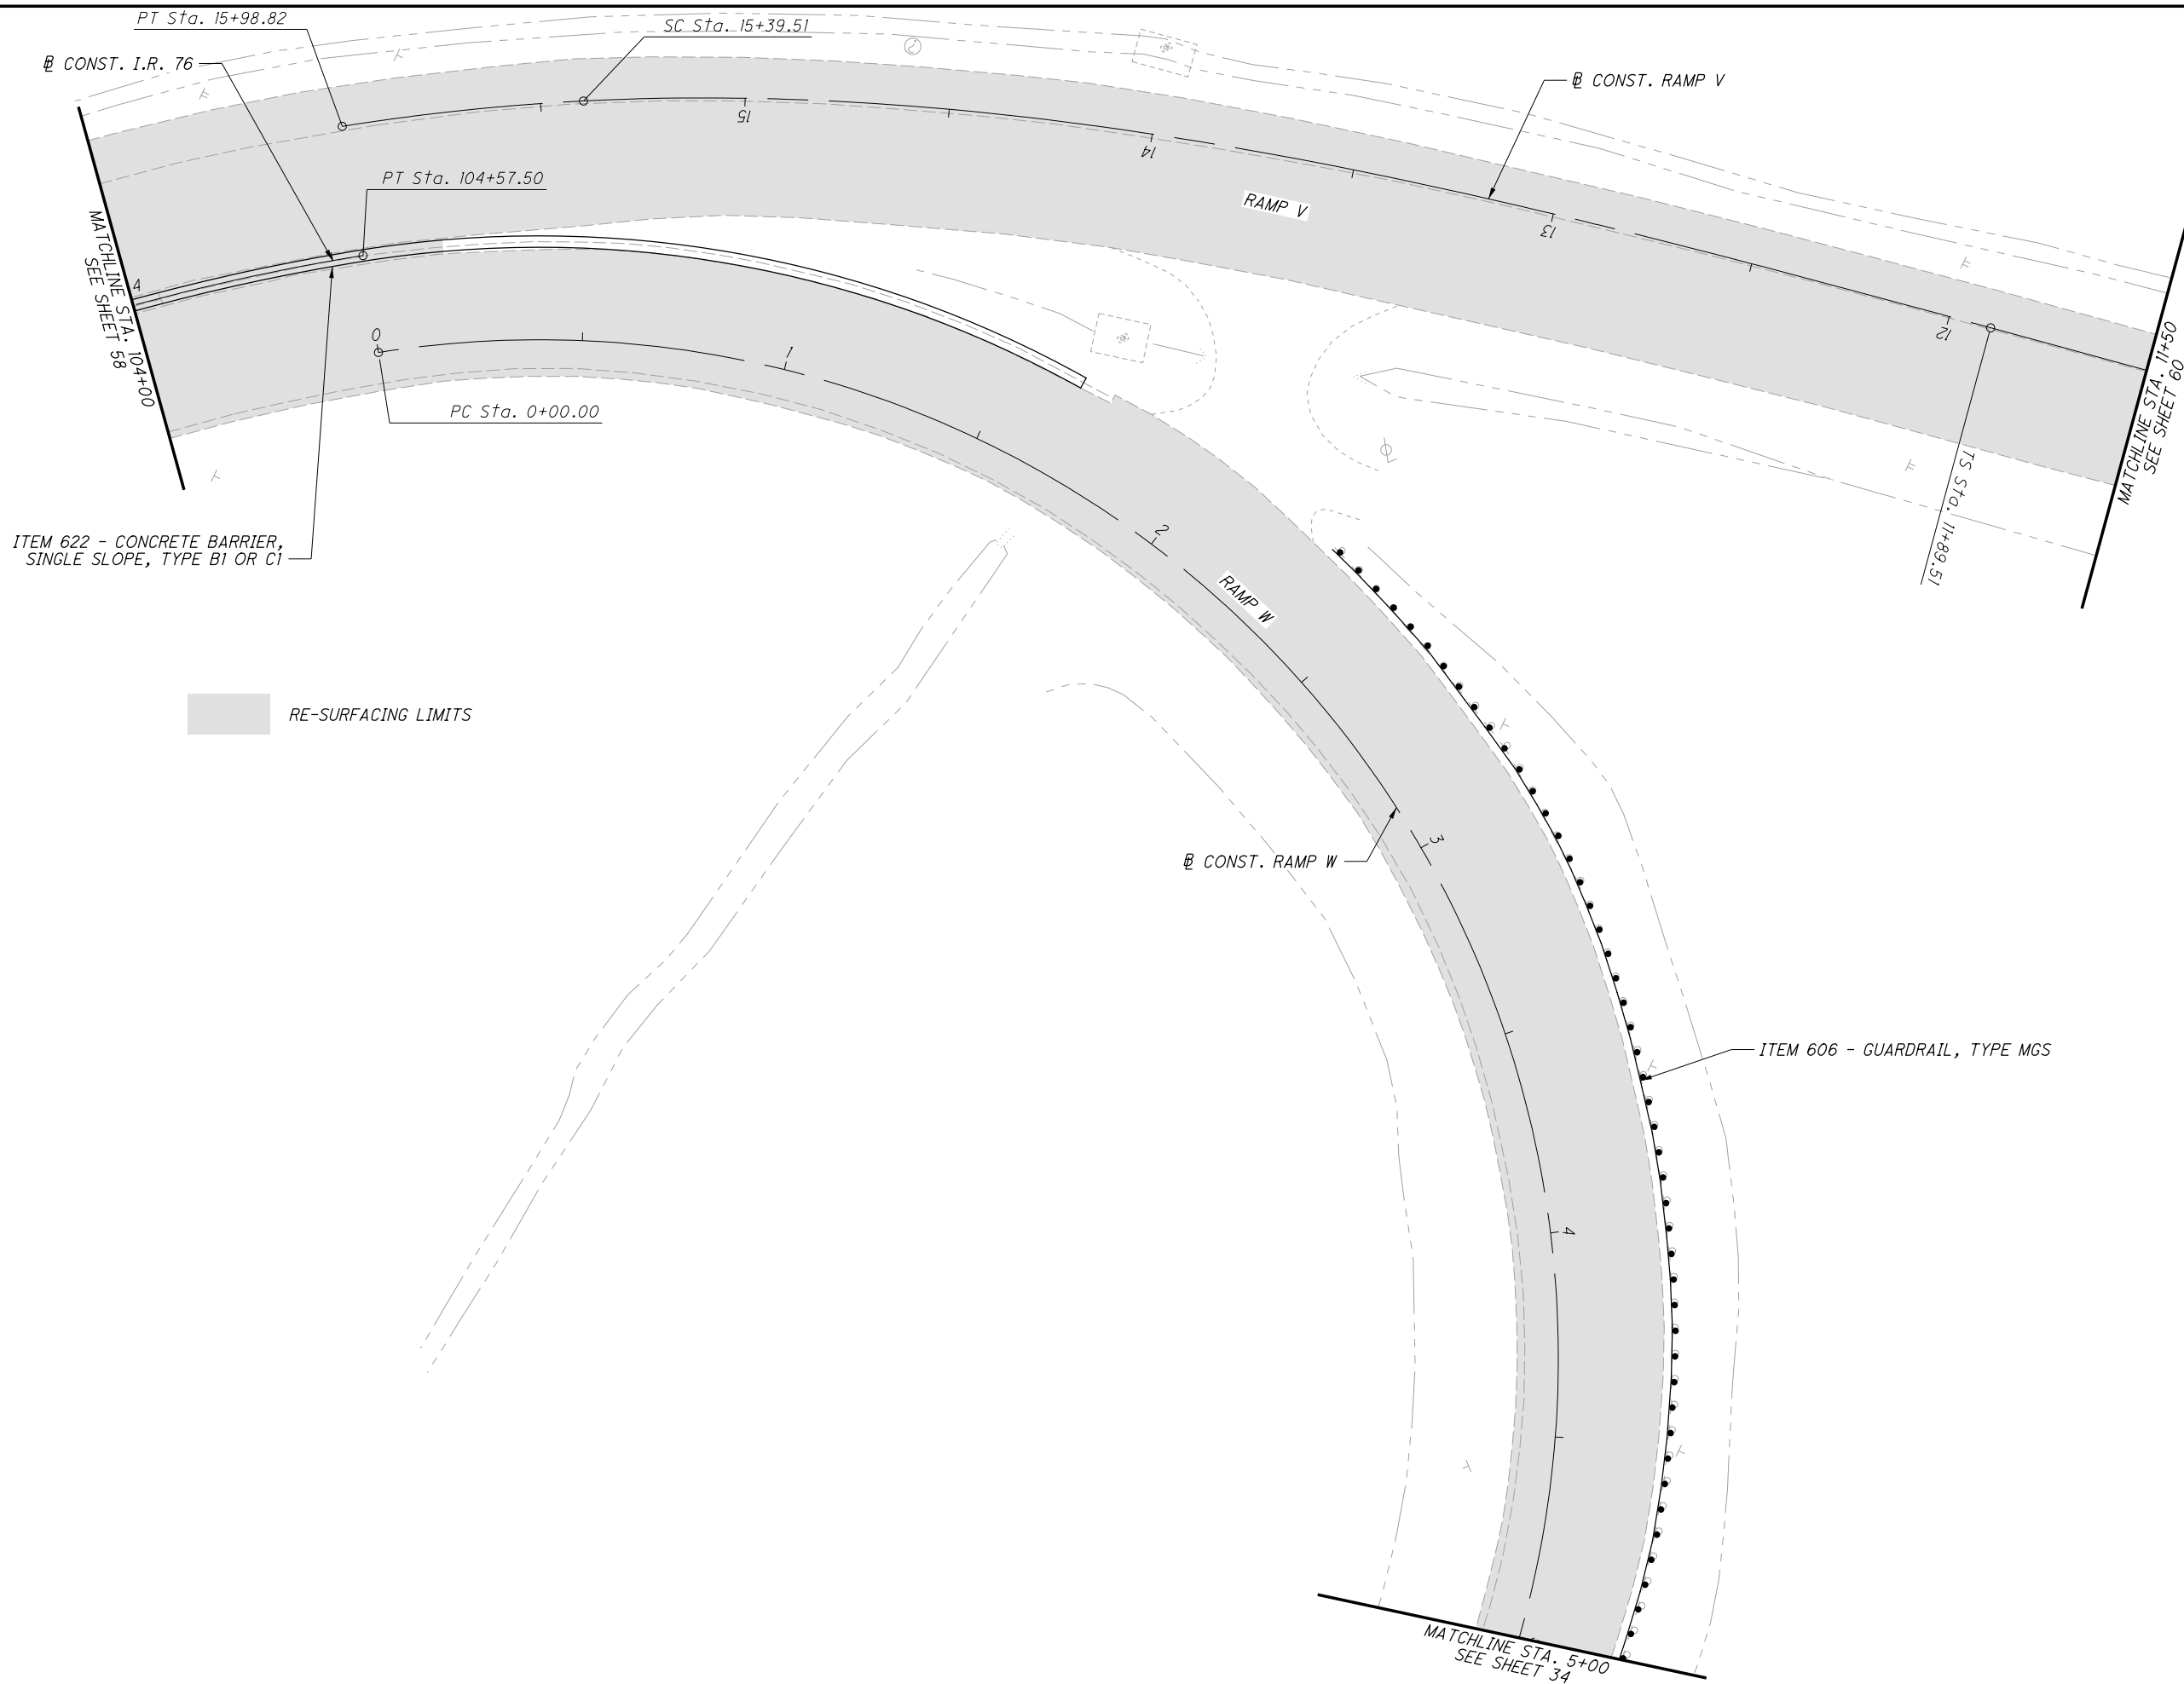 PT Sta. 15+98.82
SC Sta. 15+39.51
℄ CONST. I.R. 76
℄ CONST. RAMP V
PT Sta. 104+57.50
15
14
13
12
RAMP V
MATCHLINE STA. 104+00
SEE SHEET 58
4
0
1
PC Sta. 0+00.00
MATCHLINE STA. 11+50
SEE SHEET 60
TS Sta. 11+89.51
ITEM 622 - CONCRETE BARRIER,
SINGLE SLOPE, TYPE B1 OR C1
2
RAMP W
RE-SURFACING LIMITS
3
℄ CONST. RAMP W
ITEM 606 - GUARDRAIL, TYPE MGS
4
MATCHLINE STA. 5+00
SEE SHEET 34